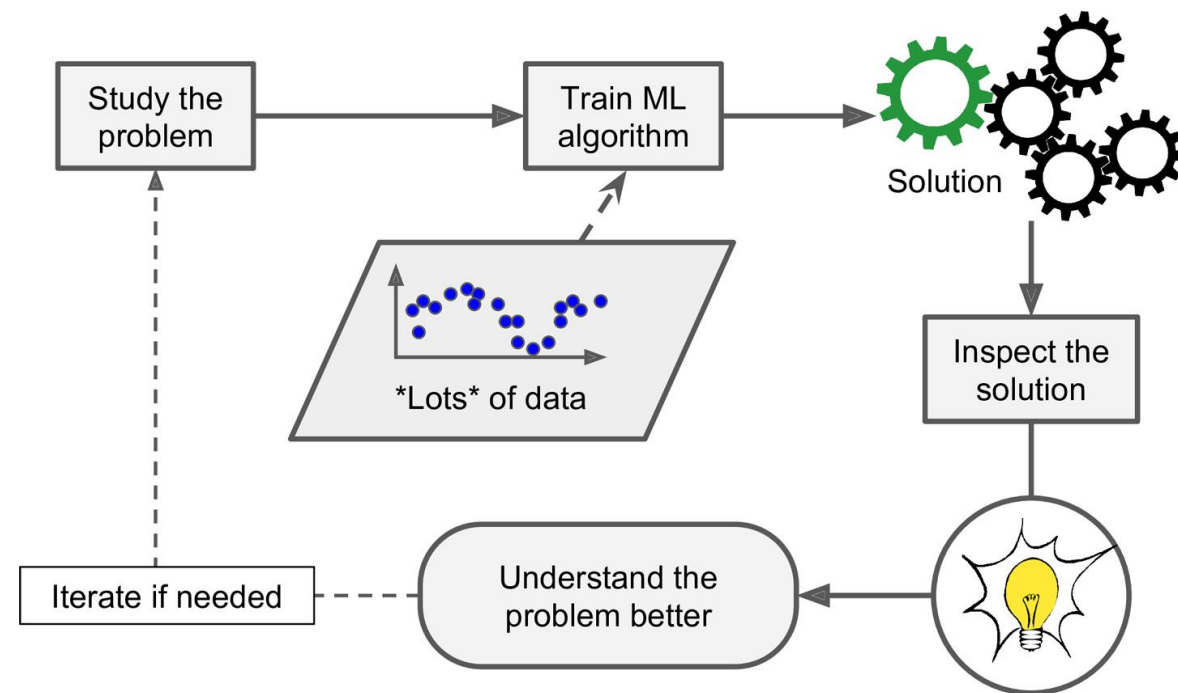 Study the
problem
Train ML
algorithm
Solution
*Lots* of data
Inspect the
solution
Understand the
problem better
Iterate if needed